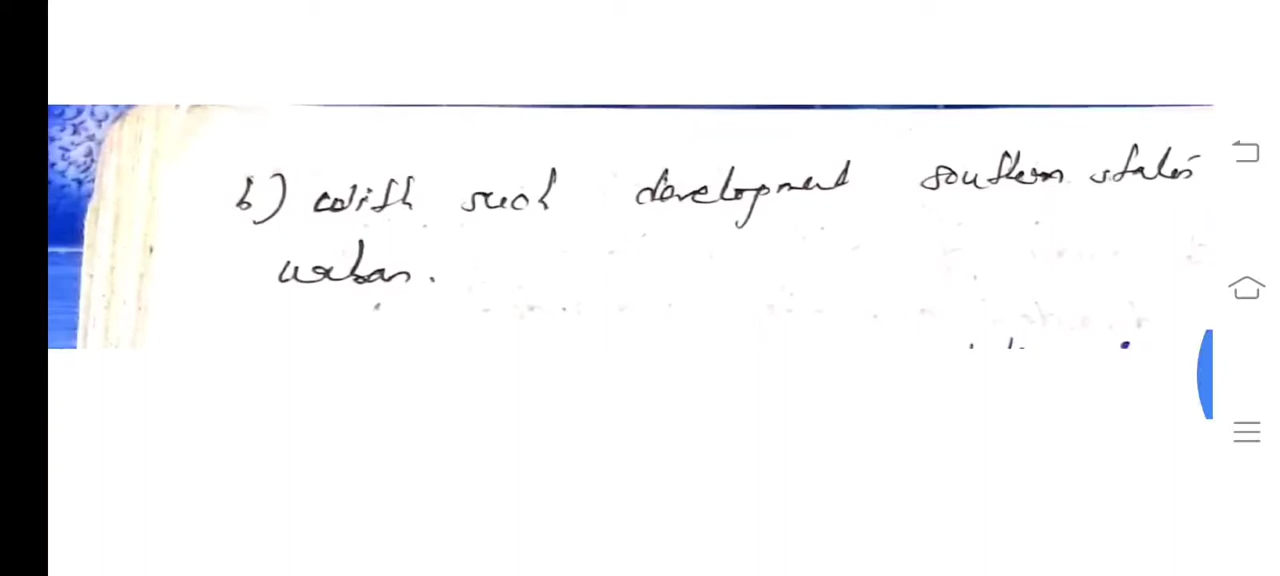 b) with such development southern states
urban.